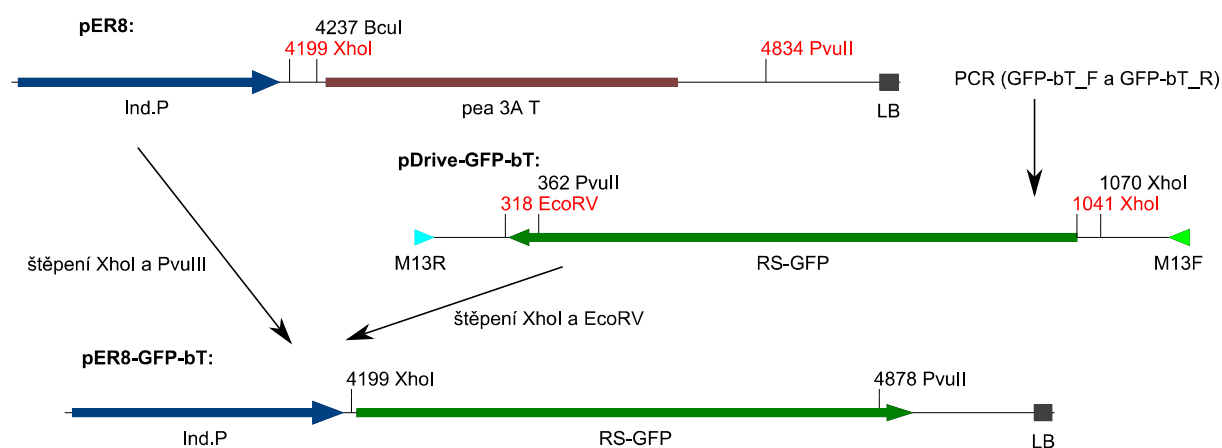 pER8:
4237 BcuI
4199 XhoI
4834 PvuII
Ind.P
pea 3A T
LB
PCR (GFP-bT_F a GFP-bT_R)
pDrive-GFP-bT:
362 PvuII
1070 XhoI
318 EcoRV
1041 XhoI
M13R
RS-GFP
M13F
štěpení XhoI a PvuIII
štěpení XhoI a EcoRV
pER8-GFP-bT:
4199 XhoI
4878 PvuII
Ind.P
RS-GFP
LB